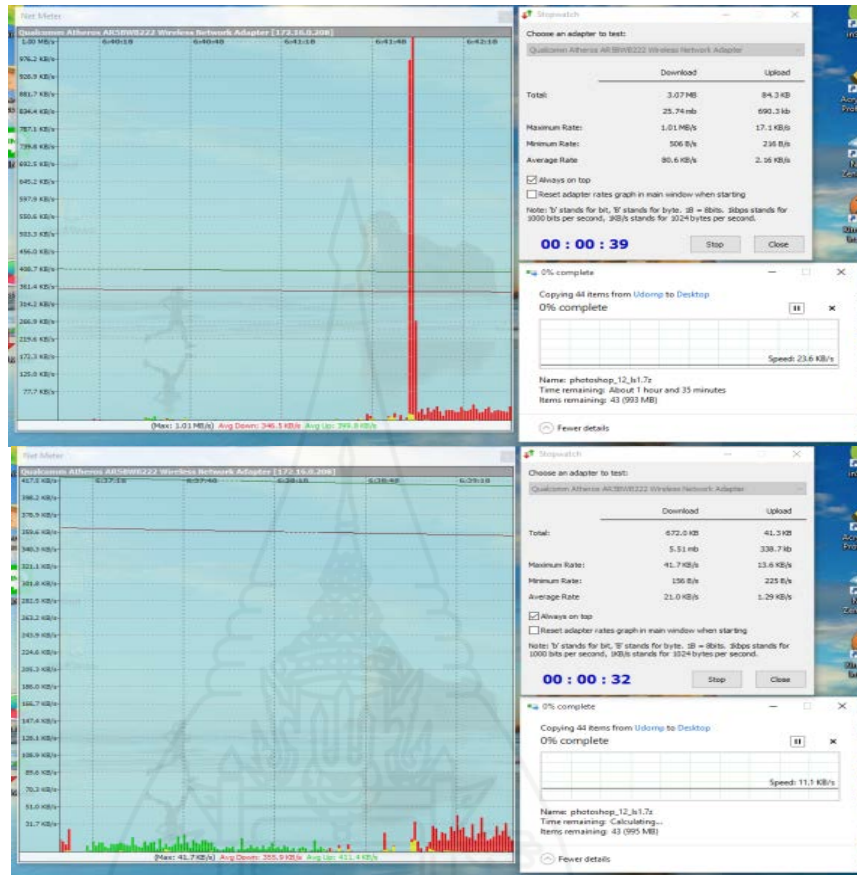 Net Meter
Qualcomm Atheros AR5BWB222 Wireless Network Adapter [172.16.0.208]
1.00 MB/s 6:40:18 6:40:48 6:41:18 6:41:48 6:42:18
976.2 KB/s
928.9 KB/s
881.7 KB/s
834.4 KB/s
787.1 KB/s
739.8 KB/s
692.5 KB/s
645.2 KB/s
597.9 KB/s
550.6 KB/s
503.3 KB/s
456.0 KB/s
408.7 KB/s
361.4 KB/s
314.2 KB/s
266.9 KB/s
219.6 KB/s
172.3 KB/s
125.0 KB/s
77.7 KB/s
(Max: 1.01 MB/s) Avg Down: 346.5 KB/s Avg Up: 399.8 KB/s
Stopwatch
Choose an adapter to test:
Qualcomm Atheros AR5BWB222 Wireless Network Adapter
Download Upload
Total: 3.07 MB 84.3 KB
25.74 mb 690.3 kb
Maximum Rate: 1.01 MB/s 17.1 KB/s
Minimum Rate: 506 B/s 216 B/s
Average Rate 80.6 KB/s 2.16 KB/s
Always on top
Reset adapter rates graph in main window when starting
Note: 'b' stands for bit, 'B' stands for byte. 1B = 8bits. 1kbps stands for
1000 bits per second, 1KB/s stands for 1024 bytes per second.
00 : 00 : 39 Stop Close
0% complete
Copying 44 items from Udomp to Desktop
0% complete
Speed: 23.6 KB/s
Name: photoshop_12_ls1.7z
Time remaining: About 1 hour and 35 minutes
Items remaining: 43 (993 MB)
Fewer details
Net Meter
Qualcomm Atheros AR5BWB222 Wireless Network Adapter [172.16.0.208]
417.5 KB/s 6:37:18 6:37:48 6:38:18 6:38:48 6:39:18
398.2 KB/s
378.9 KB/s
359.6 KB/s
340.3 KB/s
321.1 KB/s
301.8 KB/s
282.5 KB/s
263.2 KB/s
243.9 KB/s
224.6 KB/s
205.3 KB/s
186.0 KB/s
166.7 KB/s
147.4 KB/s
128.1 KB/s
108.9 KB/s
89.6 KB/s
70.3 KB/s
51.0 KB/s
31.7 KB/s
(Max: 41.7 KB/s) Avg Down: 355.9 KB/s Avg Up: 411.4 KB/s
Stopwatch
Choose an adapter to test:
Qualcomm Atheros AR5BWB222 Wireless Network Adapter
Download Upload
Total: 672.0 KB 41.3 KB
5.51 mb 338.7 kb
Maximum Rate: 41.7 KB/s 13.6 KB/s
Minimum Rate: 156 B/s 225 B/s
Average Rate 21.0 KB/s 1.29 KB/s
Always on top
Reset adapter rates graph in main window when starting
Note: 'b' stands for bit, 'B' stands for byte. 1B = 8bits. 1kbps stands for
1000 bits per second, 1KB/s stands for 1024 bytes per second.
00 : 00 : 32 Stop Close
0% complete
Copying 44 items from Udomp to Desktop
0% complete
Speed: 11.1 KB/s
Name: photoshop_12_ls1.7z
Time remaining: Calculating...
Items remaining: 43 (995 MB)
Fewer details